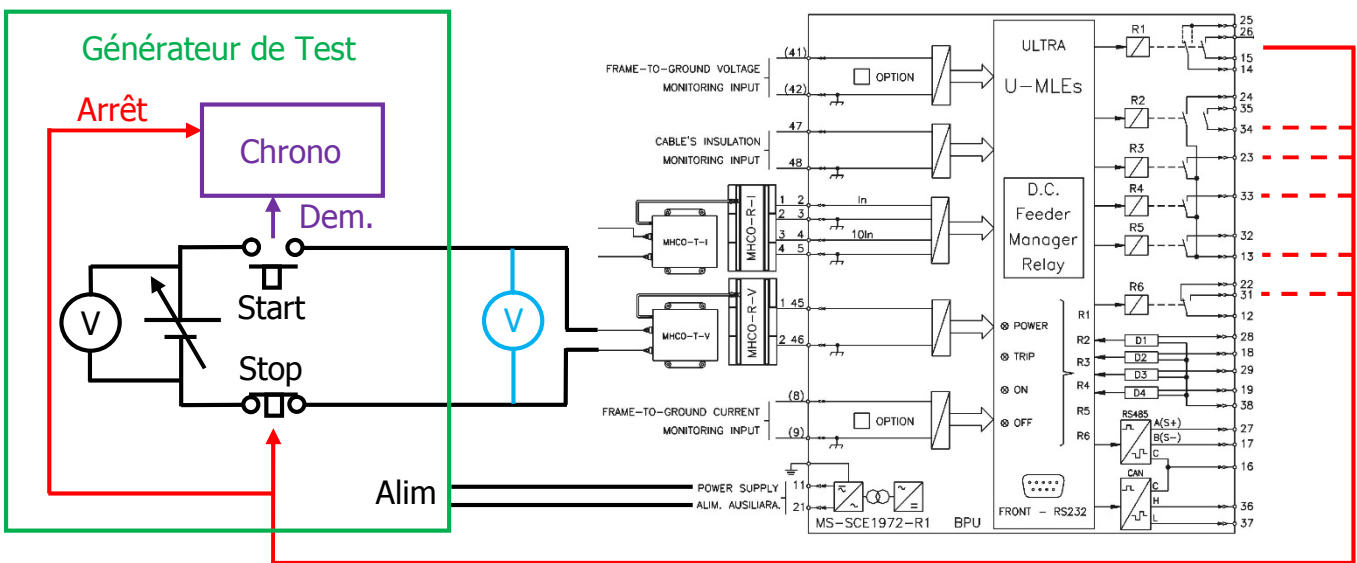 Générateur de Test
Arrêt
Chrono
Dem.
V
Start
Stop
V
Alim
FRAME-TO-GROUND VOLTAGE
MONITORING INPUT
(41)
(42)
OPTION
CABLE'S INSULATION
MONITORING INPUT
47
48
MHCO-T-I
MHCO-R-I
1 2 In
2 3
3 4 10In
4 5
MHCO-T-V
MHCO-R-V
1 45
2 46
FRAME-TO-GROUND CURRENT
MONITORING INPUT
(8)
(9)
OPTION
POWER SUPPLY 11
ALIM. AUSILIARA. 21
MS-SCE1972-R1 BPU
ULTRA
U-MLEs
D.C.
Feeder
Manager
Relay
POWER
TRIP
ON
OFF
R1
R2
R3
R4
R5
R6
FRONT - RS232
R1
R2
R3
R4
R5
R6
D1
D2
D3
D4
RS485
A(S+)
B(S-)
C
CAN
C
H
L
25
26
15
14
24
35
34
23
33
32
13
22
31
12
28
18
29
19
38
27
17
16
36
37